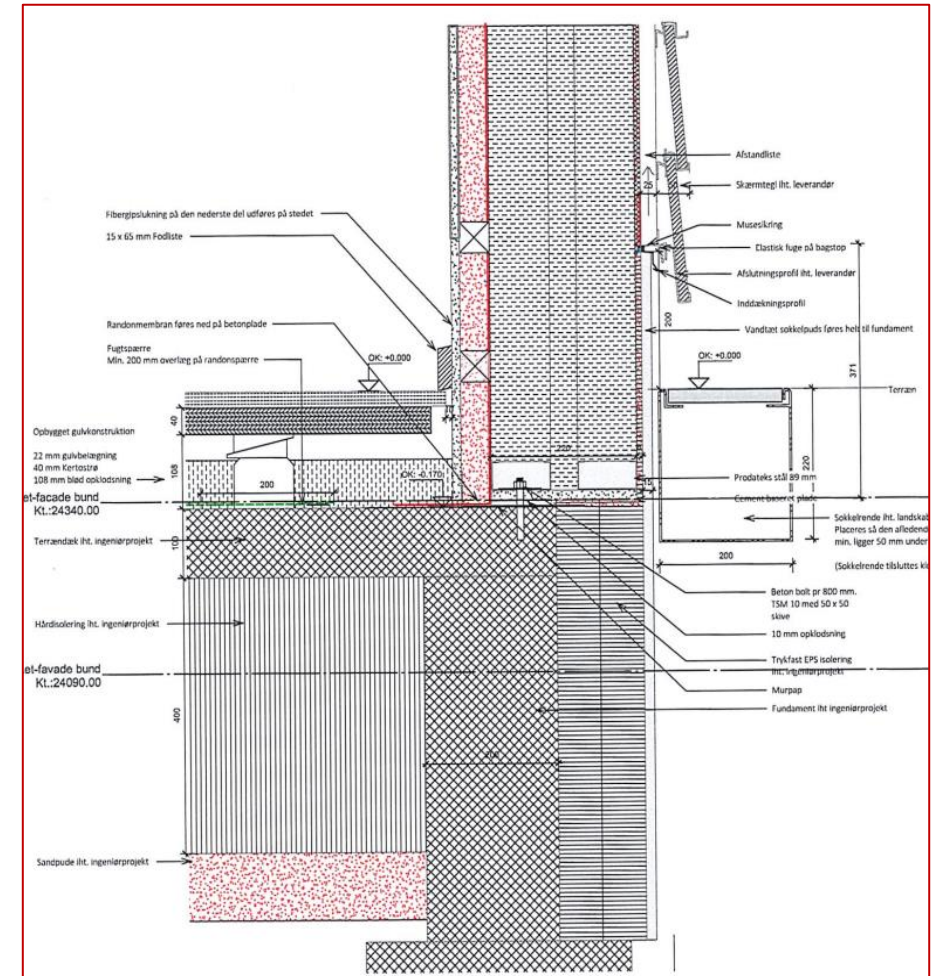 Afstandliste
Skærmtegl iht. leverandør
25
Musesikring
Elastisk fuge på bagstop
Afslutningsprofil iht. leverandør
Inddækningsprofil
200
Vandtæt sokkelpuds føres helt til fundament
371
OK: +0.000
Terræn
220
Fibergipslukning på den nederste del udføres på stedet
15 x 65 mm Fodliste
Randonmembran føres ned på betonplade
Fugtspærre
Min. 200 mm overlæg på randonspærre
OK: +0.000
40
Opbygget gulvkonstruktion
22 mm gulvbelægning
40 mm Kertostrø
108 mm blød opklodsning
108
200
OK: -0.170
15
Prodateks stål 89 mm
Cement baseret plade
et-facade bund
Kt.:24340.00
Sokkelrende iht. landskab
Placeres så den afledend
min. ligger 50 mm under
(Sokkelrende tilsluttes
200
Terrændæk iht. ingeniørprojekt
100
Beton bolt pr 800 mm.
TSM 10 med 50 x 50
skive
10 mm opklodsning
Hårdisolering iht. ingeniørprojekt
Trykfast EPS isolering
iht. ingeniørprojekt
Murpap
et-favade bund
Kt.:24090.00
Fundament iht ingeniørprojekt
400
Sandpude iht. ingeniørprojekt